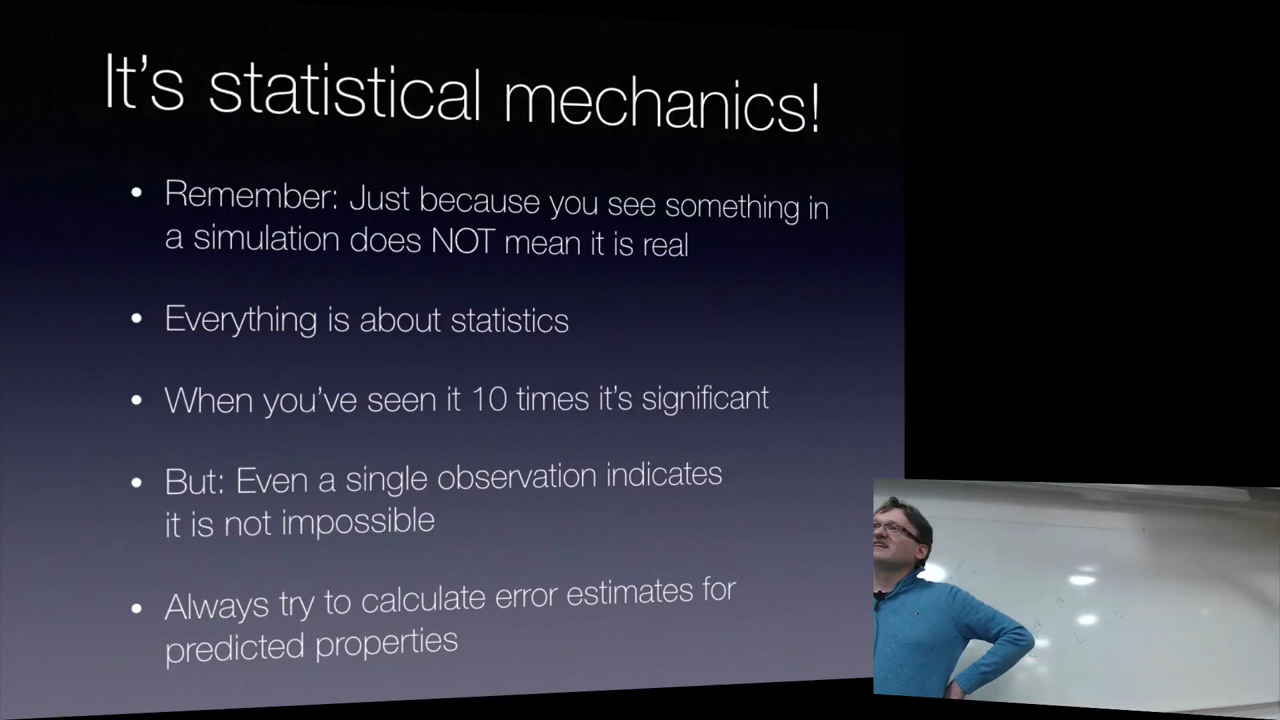 It's statistical mechanics!
• Remember: Just because you see something in
a simulation does NOT mean it is real
• Everything is about statistics
• When you've seen it 10 times it's significant
• But: Even a single observation indicates
it is not impossible
• Always try to calculate error estimates for
predicted properties